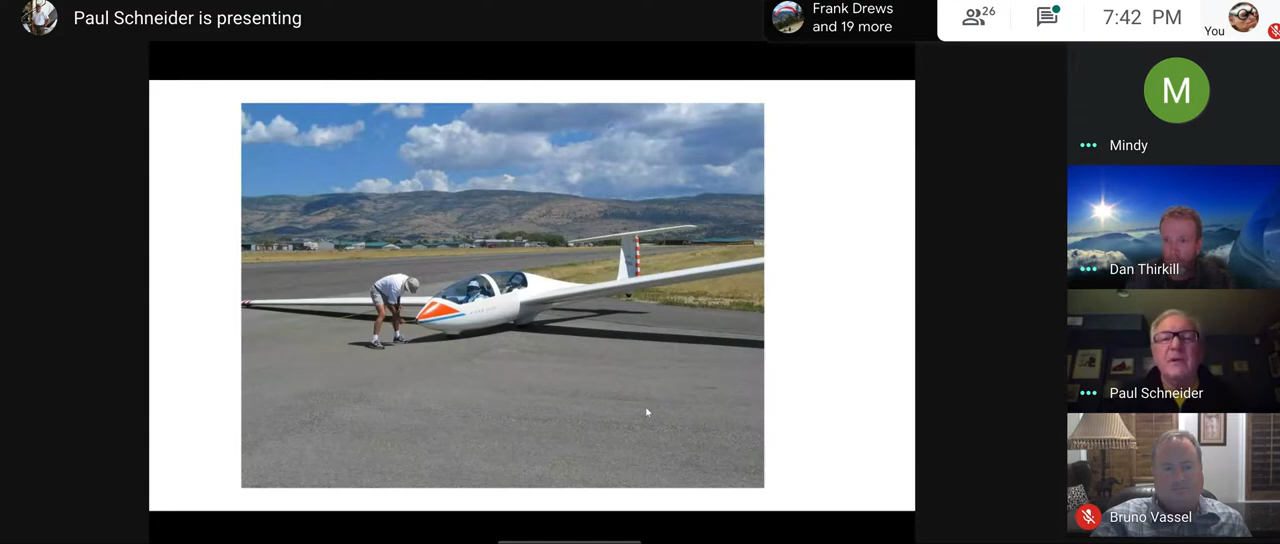 Paul Schneider is presenting
Frank Drews
and 19 more
26
7:42 PM
You
M
Mindy
Dan Thirkill
Paul Schneider
Bruno Vassel